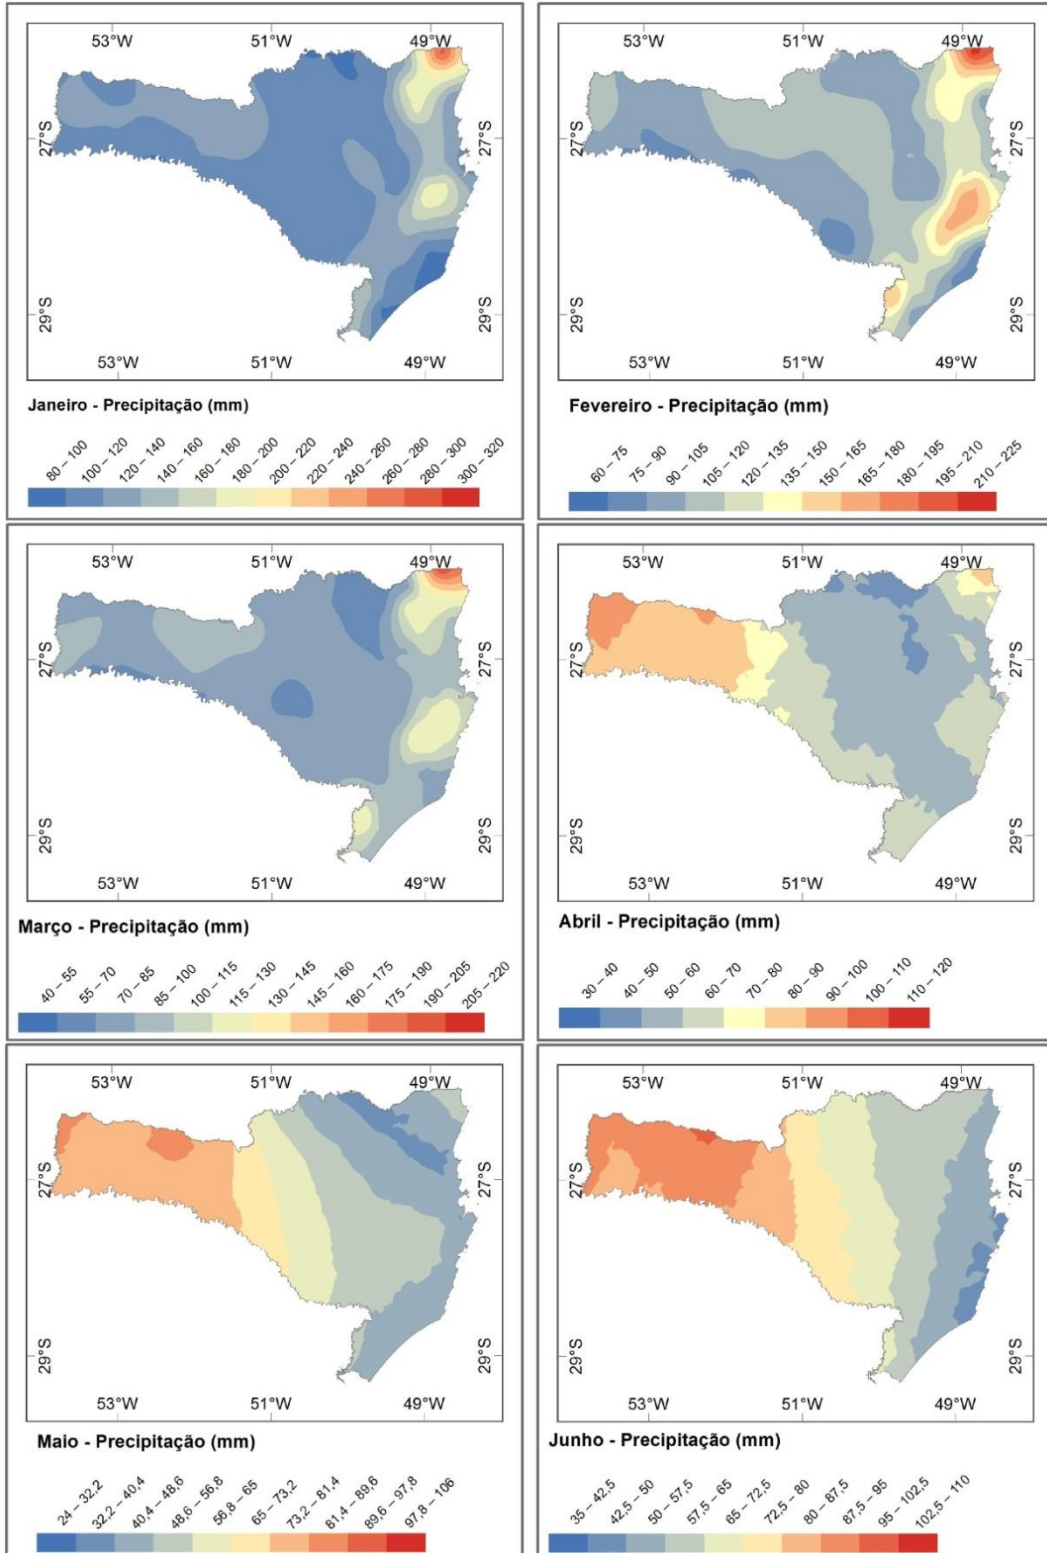 53°W 51°W 49°W
27°S 27°S
29°S 29°S
53°W 51°W 49°W
Janeiro - Precipitação (mm)
80 – 100 100 – 120 120 – 140 140 – 160 160 – 180 180 – 200 200 – 220 220 – 240 240 – 260 260 – 280 280 – 300 300 – 320
53°W 51°W 49°W
27°S 27°S
29°S 29°S
53°W 51°W 49°W
Fevereiro - Precipitação (mm)
60 – 75 75 – 90 90 – 105 105 – 120 120 – 135 135 – 150 150 – 165 165 – 180 180 – 195 195 – 210 210 – 225
53°W 51°W 49°W
27°S 27°S
29°S 29°S
53°W 51°W 49°W
Março - Precipitação (mm)
40 – 55 55 – 70 70 – 85 85 – 100 100 – 115 115 – 130 130 – 145 145 – 160 160 – 175 175 – 190 190 – 205 205 – 220
53°W 51°W 49°W
27°S 27°S
29°S 29°S
53°W 51°W 49°W
Abril - Precipitação (mm)
30 – 40 40 – 50 50 – 60 60 – 70 70 – 80 80 – 90 90 – 100 100 – 110 110 – 120
53°W 51°W 49°W
27°S 27°S
29°S 29°S
53°W 51°W 49°W
Maio - Precipitação (mm)
24 – 32,2 32,2 – 40,4 40,4 – 48,6 48,6 – 56,8 56,8 – 65 65 – 73,2 73,2 – 81,4 81,4 – 89,6 89,6 – 97,8 97,8 – 106
53°W 51°W 49°W
27°S 27°S
29°S 29°S
53°W 51°W 49°W
Junho - Precipitação (mm)
35 – 42,5 42,5 – 50 50 – 57,5 57,5 – 65 65 – 72,5 72,5 – 80 80 – 87,5 87,5 – 95 95 – 102,5 102,5 – 110